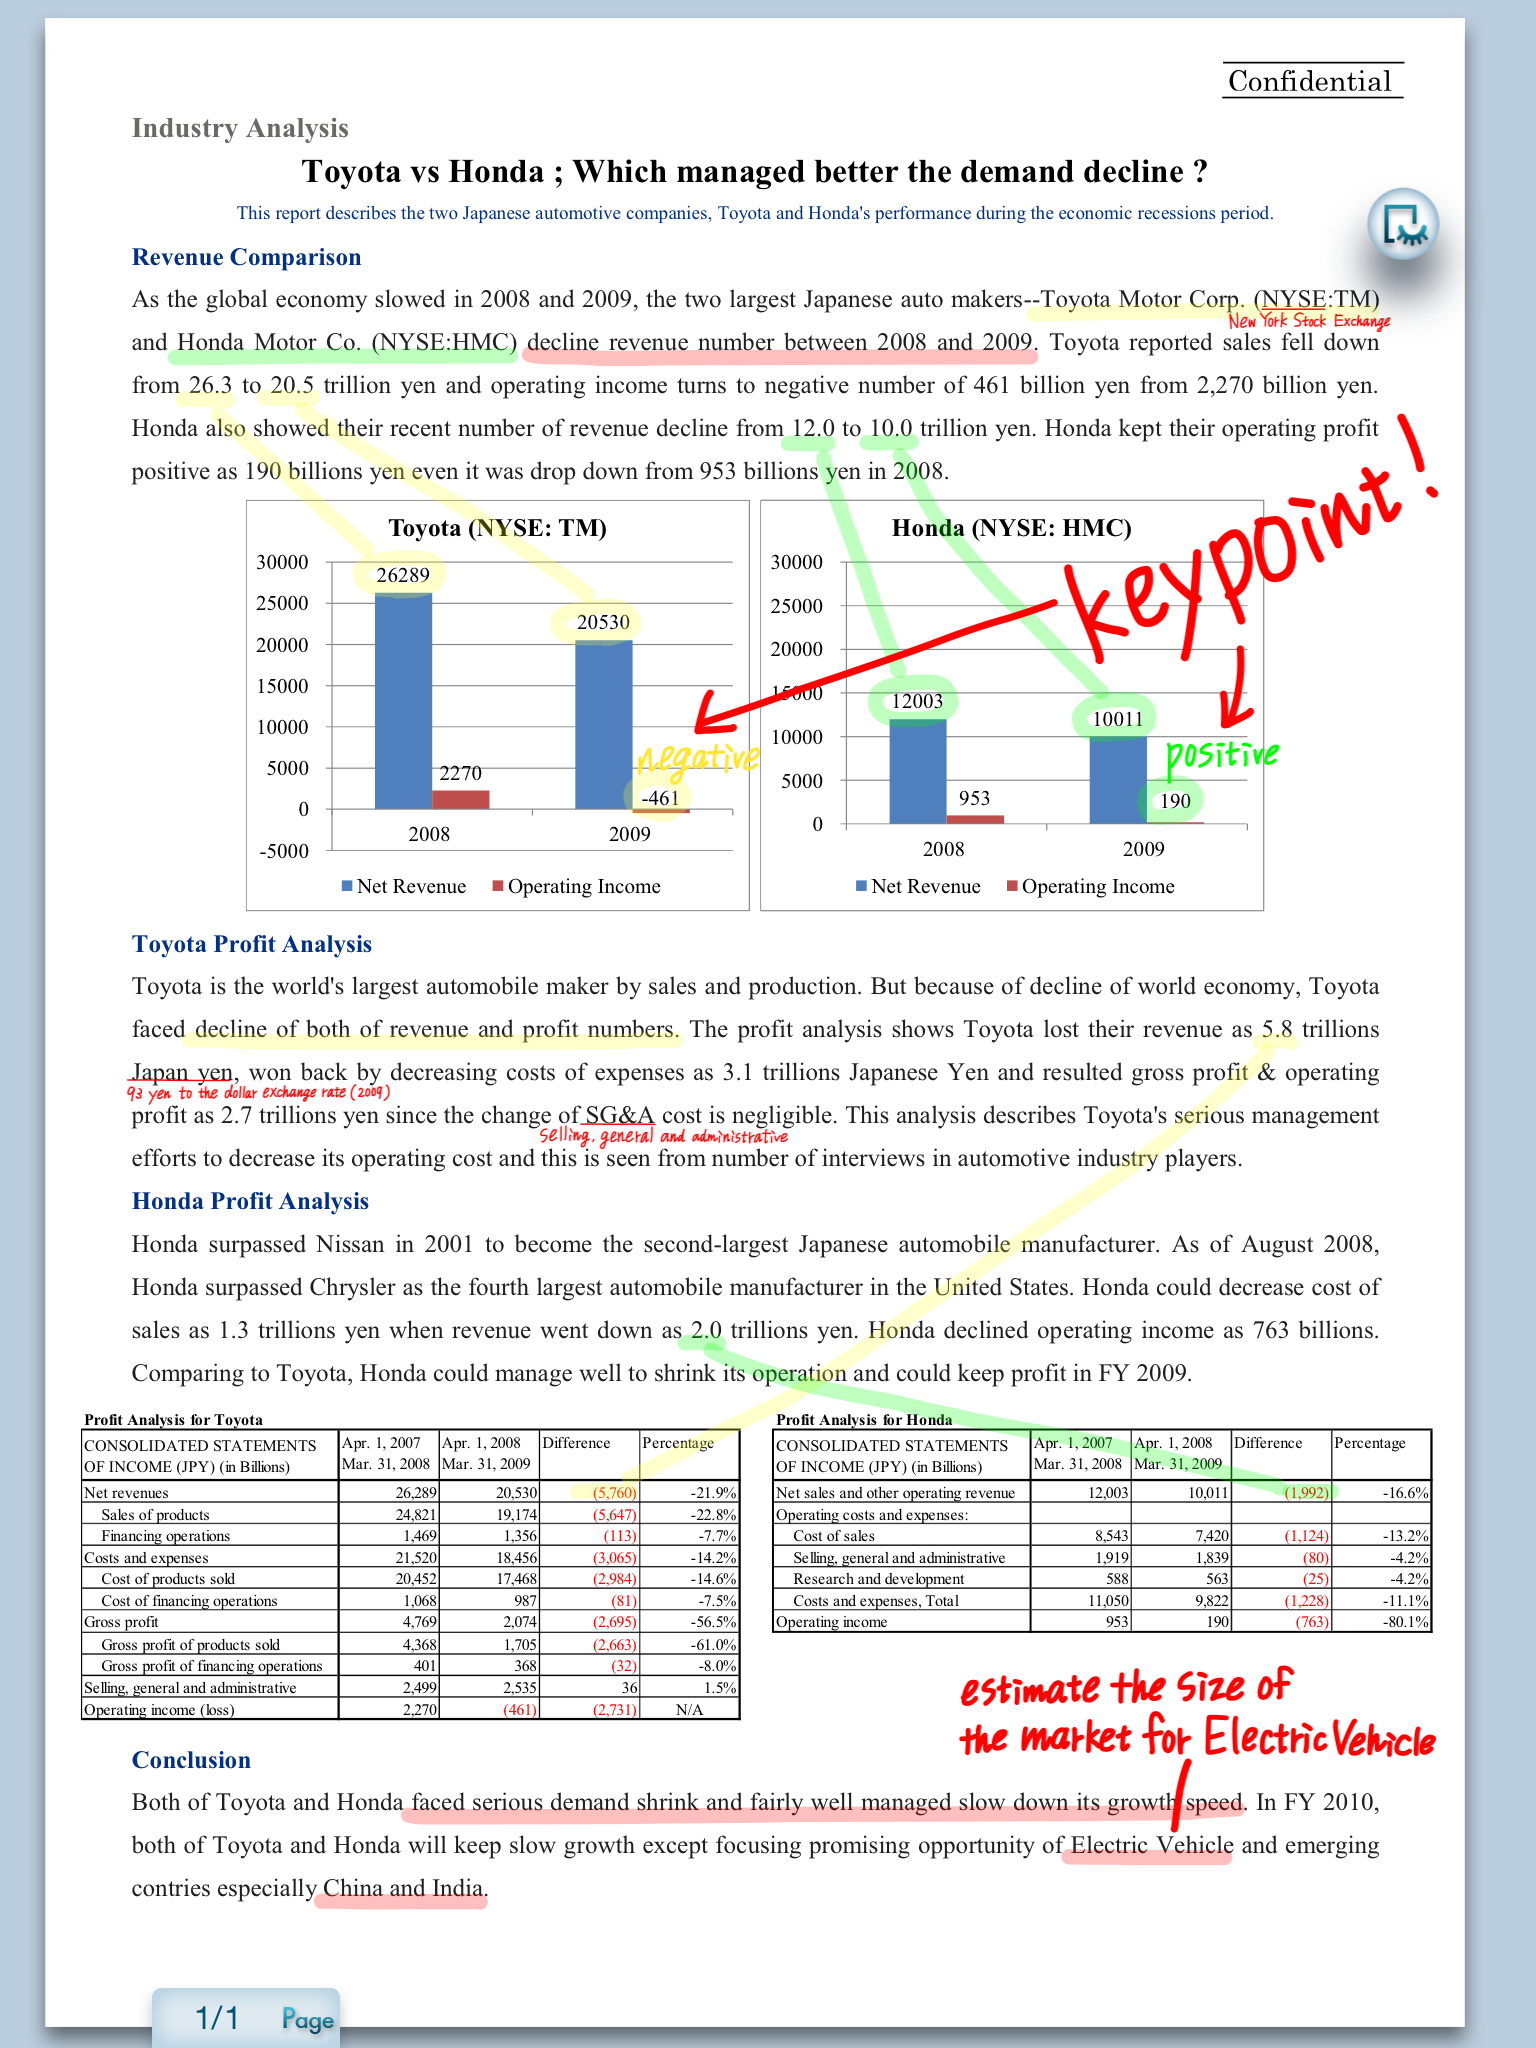 Confidential
Industry Analysis
Toyota vs Honda ; Which managed better the demand decline ?
This report describes the two Japanese automotive companies, Toyota and Honda's performance during the economic recessions period.
Revenue Comparison
As the global economy slowed in 2008 and 2009, the two largest Japanese auto makers--Toyota Motor Corp. (NYSE:TM)
New York Stock Exchange
and Honda Motor Co. (NYSE:HMC) decline revenue number between 2008 and 2009. Toyota reported sales fell down
from 26.3 to 20.5 trillion yen and operating income turns to negative number of 461 billion yen from 2,270 billion yen.
Honda also showed their recent number of revenue decline from 12.0 to 10.0 trillion yen. Honda kept their operating profit
positive as 190 billions yen even it was drop down from 953 billions yen in 2008.
keypoint!
Toyota (NYSE: TM)
30000
25000
20000
15000
10000
5000
0
-5000
26289
2270
20530
negative
-461
2008
2009
Net Revenue
Operating Income
Honda (NYSE: HMC)
30000
25000
20000
15000
10000
5000
0
12003
953
10011
positive
190
2008
2009
Net Revenue
Operating Income
Toyota Profit Analysis
Toyota is the world's largest automobile maker by sales and production. But because of decline of world economy, Toyota
faced decline of both of revenue and profit numbers. The profit analysis shows Toyota lost their revenue as 5.8 trillions
Japan yen, won back by decreasing costs of expenses as 3.1 trillions Japanese Yen and resulted gross profit & operating
93 yen to the dollar exchange rate (2009)
profit as 2.7 trillions yen since the change of SG&A cost is negligible. This analysis describes Toyota's serious management
Selling, general and administrative
efforts to decrease its operating cost and this is seen from number of interviews in automotive industry players.
Honda Profit Analysis
Honda surpassed Nissan in 2001 to become the second-largest Japanese automobile manufacturer. As of August 2008,
Honda surpassed Chrysler as the fourth largest automobile manufacturer in the United States. Honda could decrease cost of
sales as 1.3 trillions yen when revenue went down as 2.0 trillions yen. Honda declined operating income as 763 billions.
Comparing to Toyota, Honda could manage well to shrink its operation and could keep profit in FY 2009.
Profit Analysis for Toyota
CONSOLIDATED STATEMENTS Apr. 1, 2007 Apr. 1, 2008 Difference Percentage
OF INCOME (JPY) (in Billions) Mar. 31, 2008 Mar. 31, 2009
Net revenues 26,289 20,530 (5,760) -21.9%
Sales of products 24,821 19,174 (5,647) -22.8%
Financing operations 1,469 1,356 (113) -7.7%
Costs and expenses 21,520 18,456 (3,065) -14.2%
Cost of products sold 20,452 17,468 (2,984) -14.6%
Cost of financing operations 1,068 987 (81) -7.5%
Gross profit 4,769 2,074 (2,695) -56.5%
Gross profit of products sold 4,368 1,705 (2,663) -61.0%
Gross profit of financing operations 401 368 (32) -8.0%
Selling, general and administrative 2,499 2,535 36 1.5%
Operating income (loss) 2,270 (461) (2,731) N/A
Profit Analysis for Honda
CONSOLIDATED STATEMENTS Apr. 1, 2007 Apr. 1, 2008 Difference Percentage
OF INCOME (JPY) (in Billions) Mar. 31, 2008 Mar. 31, 2009
Net sales and other operating revenue 12,003 10,011 (1,992) -16.6%
Operating costs and expenses:
Cost of sales 8,543 7,420 (1,124) -13.2%
Selling, general and administrative 1,919 1,839 (80) -4.2%
Research and development 588 563 (25) -4.2%
Costs and expenses, Total 11,050 9,822 (1,228) -11.1%
Operating income 953 190 (763) -80.1%
estimate the size of
the market for Electric Vehicle
Conclusion
Both of Toyota and Honda faced serious demand shrink and fairly well managed slow down its growth speed. In FY 2010,
both of Toyota and Honda will keep slow growth except focusing promising opportunity of Electric Vehicle and emerging
contries especially China and India.
1/1 Page